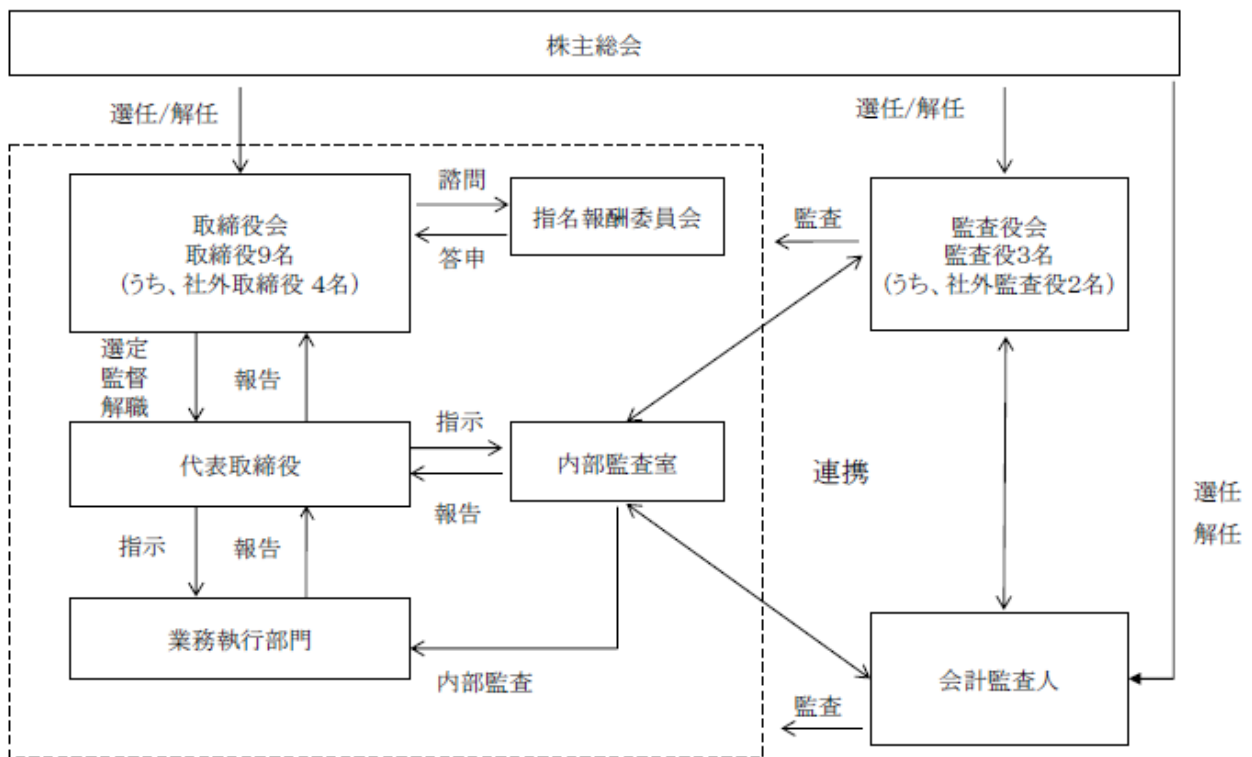 株主総会
選任/解任
選任/解任
取締役会
取締役9名
(うち、社外取締役 4名)
諮問
答申
指名報酬委員会
監査
監査役会
監査役3名
(うち、社外監査役2名)
選定
監督
解職
報告
代表取締役
指示
報告
内部監査室
連携
選任
解任
指示
報告
業務執行部門
内部監査
会計監査人
監査